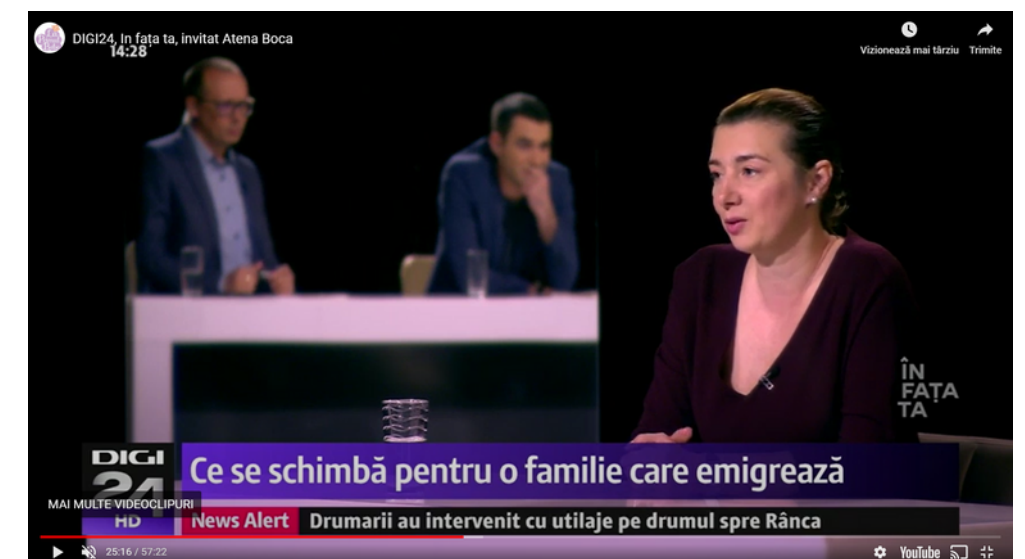 DIGI24, In fața ta, invitat Atena Boca
14:28
Vizionează mai târziu
Trimite
ÎN
FAȚA
TA
DIGI
24
HD
Ce se schimbă pentru o familie care emigrează
MAI MULTE VIDEOCLIPURI
News Alert
Drumarii au intervenit cu utilaje pe drumul spre Rânca
25:16 / 57:22
YouTube